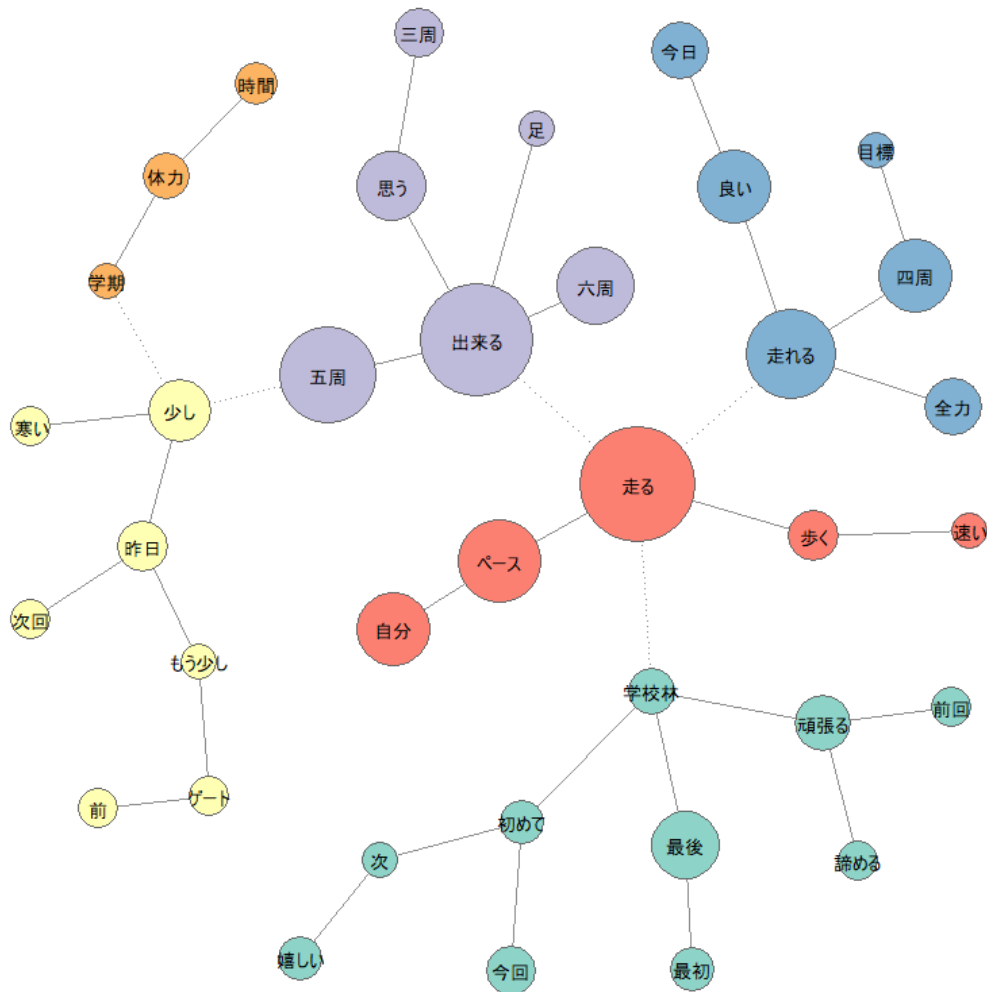 三周
今日
時間
足
目標
体力
思う
良い
学期
六周
四周
出来る
走れる
五周
少し
全力
寒い
走る
速い
歩く
昨日
ペース
次回
自分
もう少し
学校林
前回
頑張る
ゲート
前
初めて
最後
次
諦める
嬉しい
今回
最初